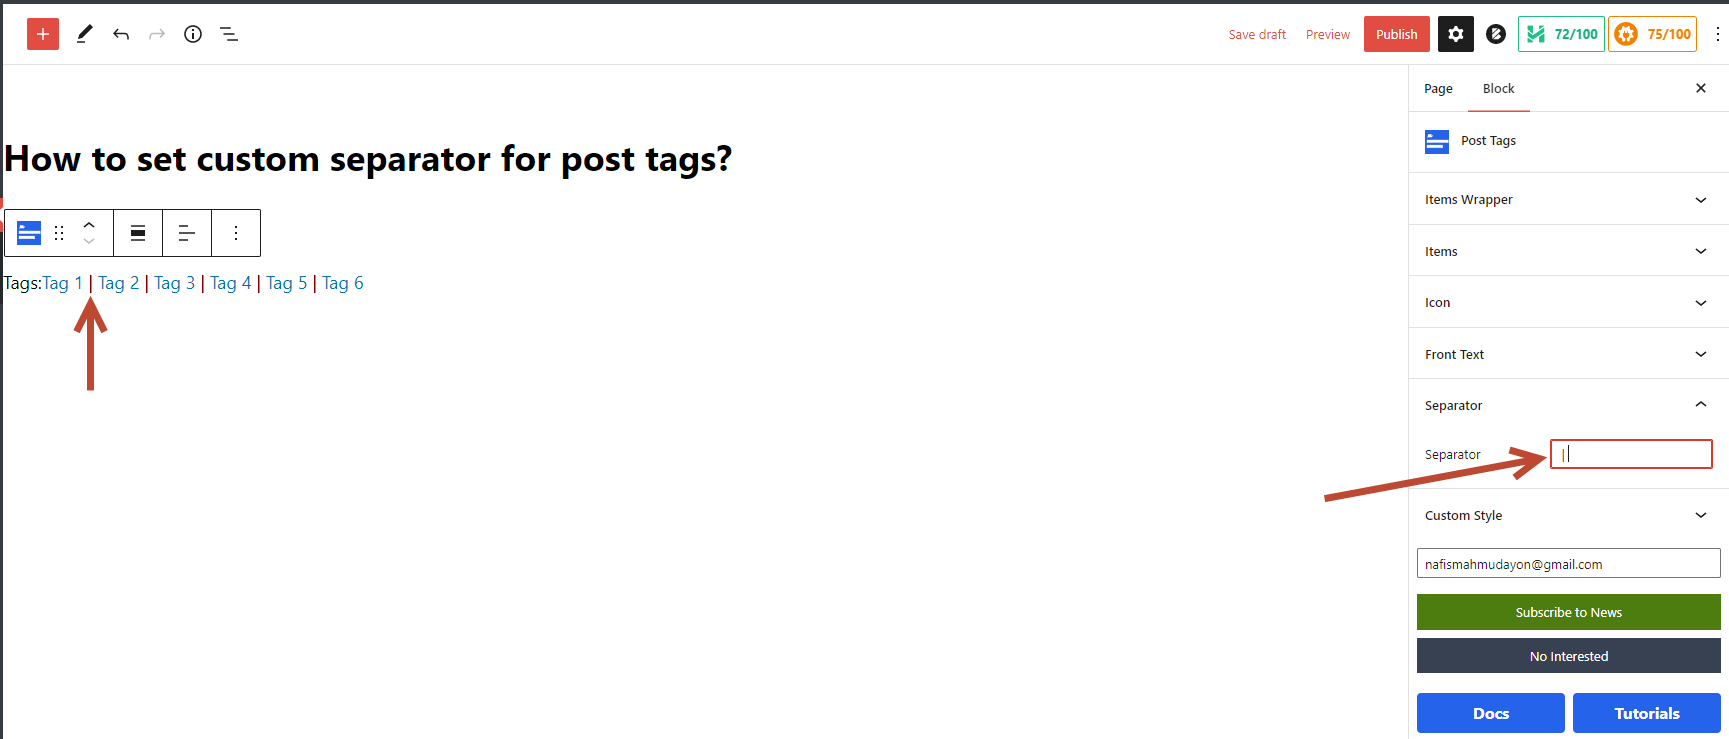 Save draft Preview Publish 72/100 75/100
Page Block
Post Tags
How to set custom separator for post tags?
Items Wrapper
Items
Tags:Tag 1 | Tag 2 | Tag 3 | Tag 4 | Tag 5 | Tag 6
Icon
Front Text
Separator
Separator |
Custom Style
nafismahmudayon@gmail.com
Subscribe to News
No Interested
Docs Tutorials